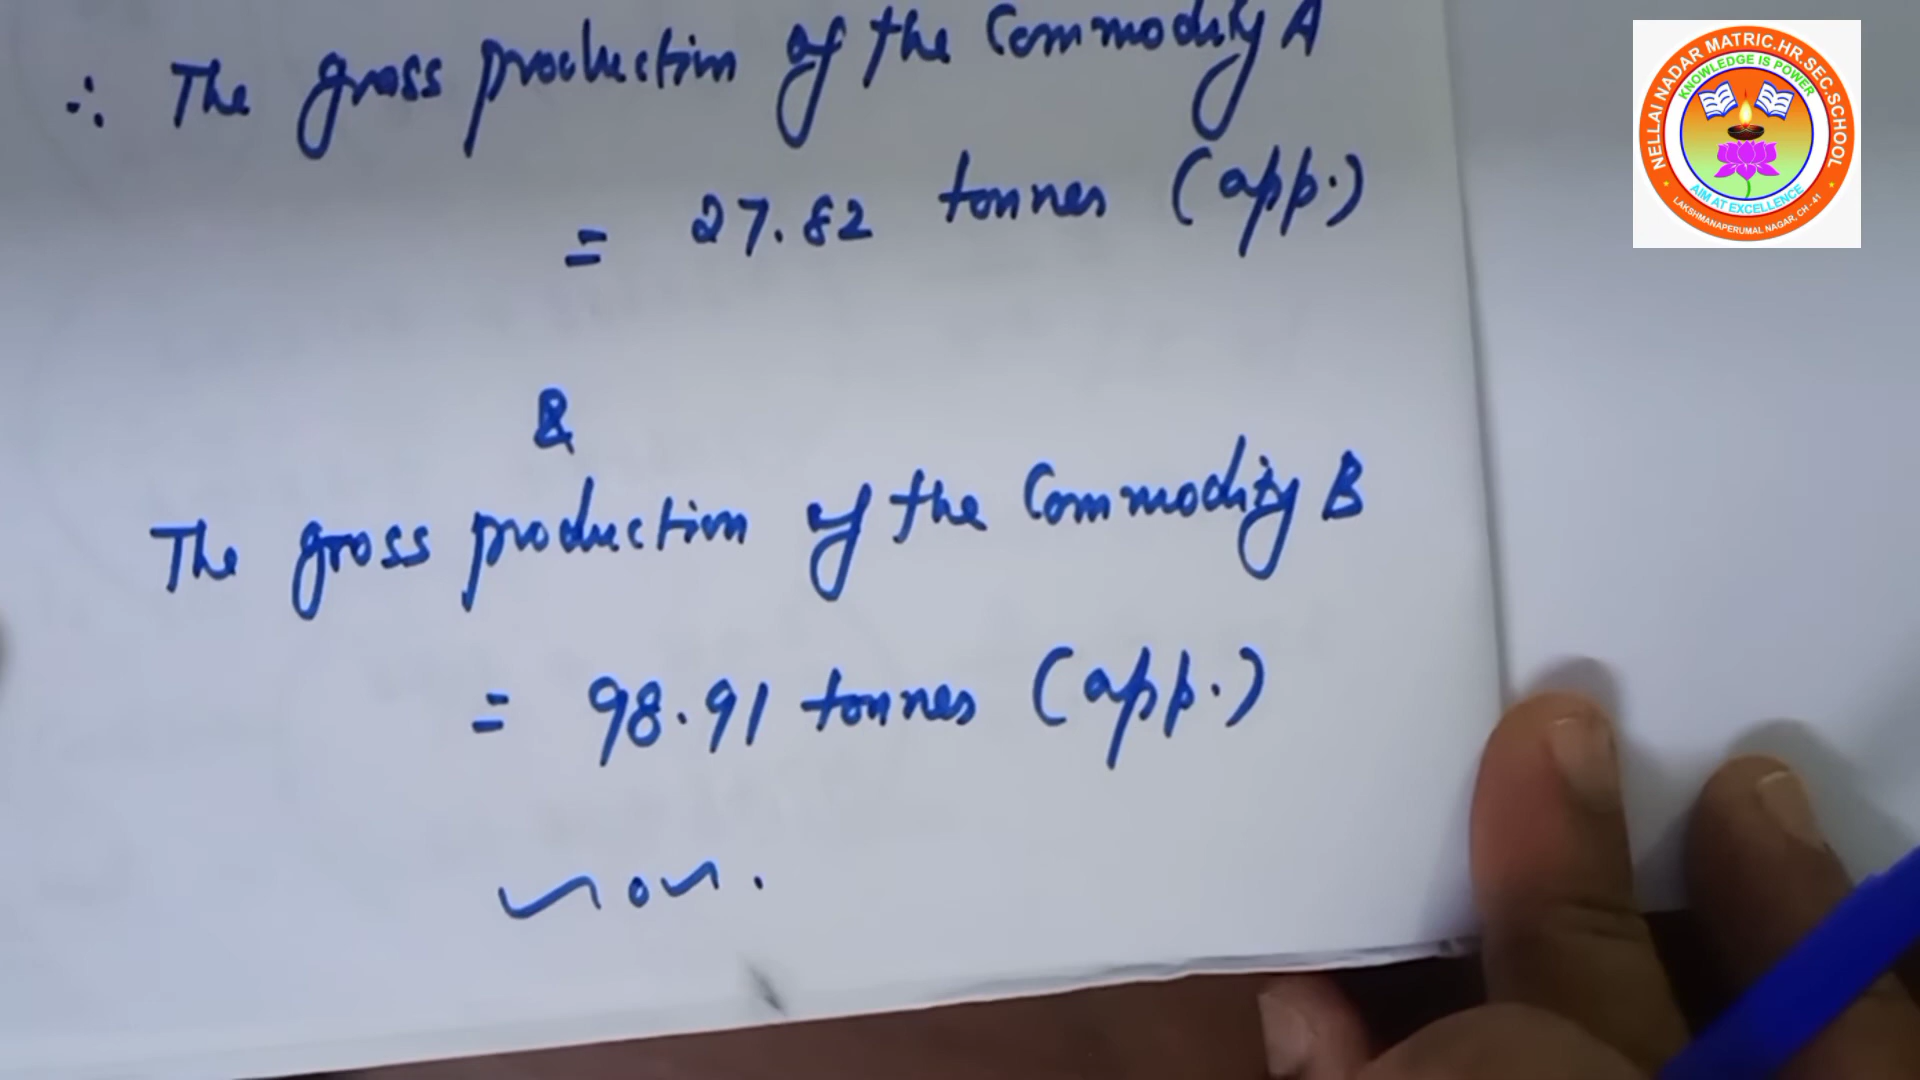 ∴ The gross production of the Commodity A
= 27.82 tonnes (app.)
&
The gross production of the Commodity B
= 98.91 tonnes (app.)
NELLAI NADAR MATRIC.HR.SEC.SCHOOL
KNOWLEDGE IS POWER
AIM AT EXCELLENCE
LAKSHMANAPERUMAL NAGAR, CH - 41